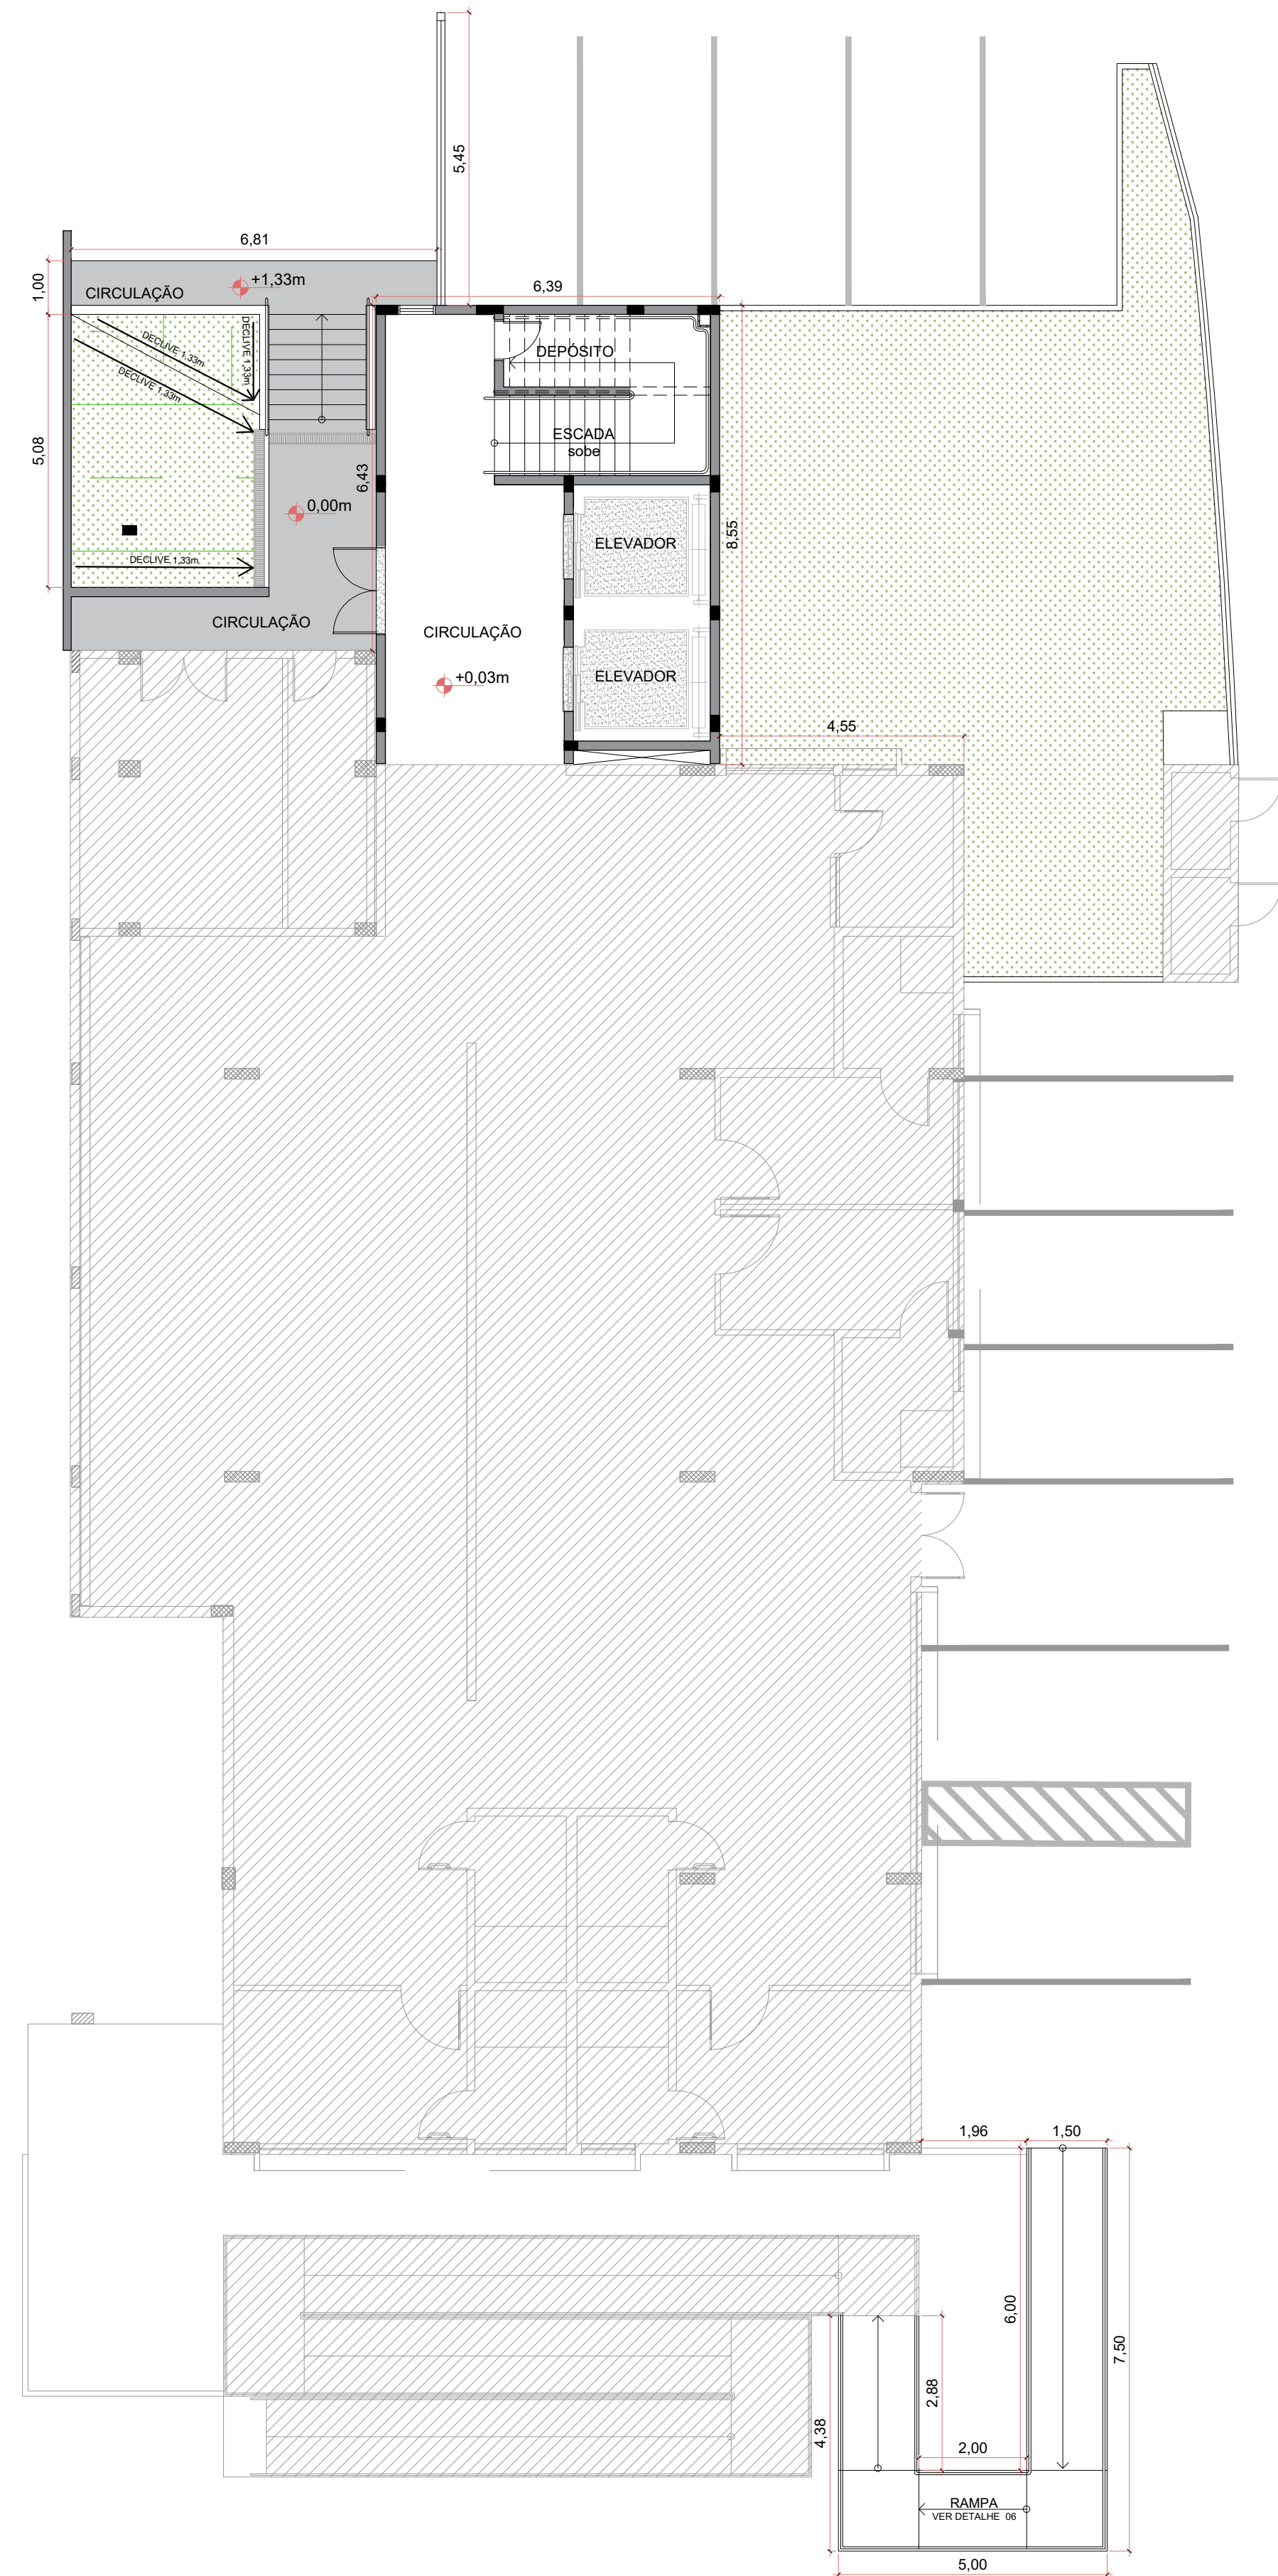 5,45
6,81
1,00
+1,33m
CIRCULAÇÃO
6,39
DECLIVE 1,33m
DECLIVE 1,33m
DECLIVE 1,33m
DEPÓSITO
ESCADA
sobe
5,08
6,43
0,00m
8,55
ELEVADOR
DECLIVE 1,33m
CIRCULAÇÃO
CIRCULAÇÃO
+0,03m
ELEVADOR
4,55
1,96
1,50
6,00
7,50
2,88
4,38
2,00
RAMPA
VER DETALHE 06
5,00